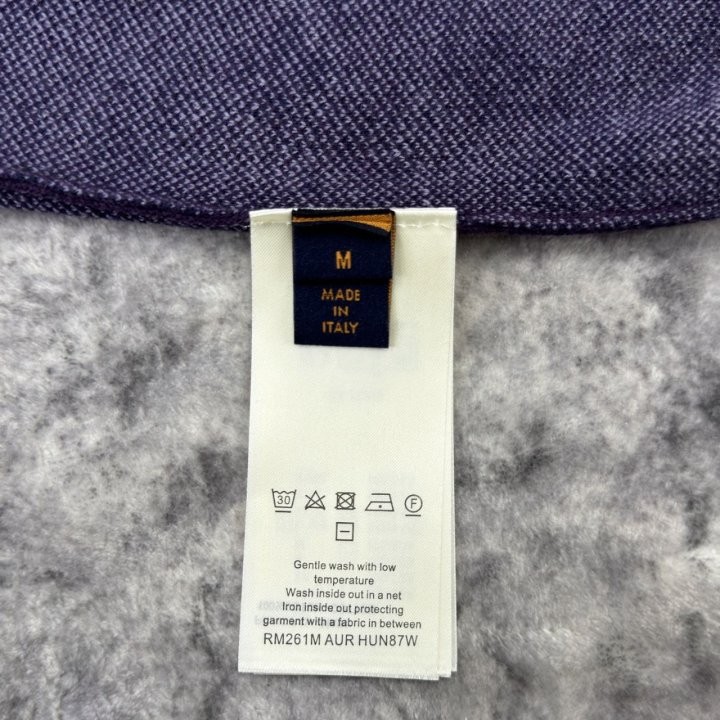 M
MADE
IN
ITALY
30
F
Gentle wash with low
temperature
Wash inside out in a net
Iron inside out protecting
garment with a fabric in between
RM261M AUR HUN87W